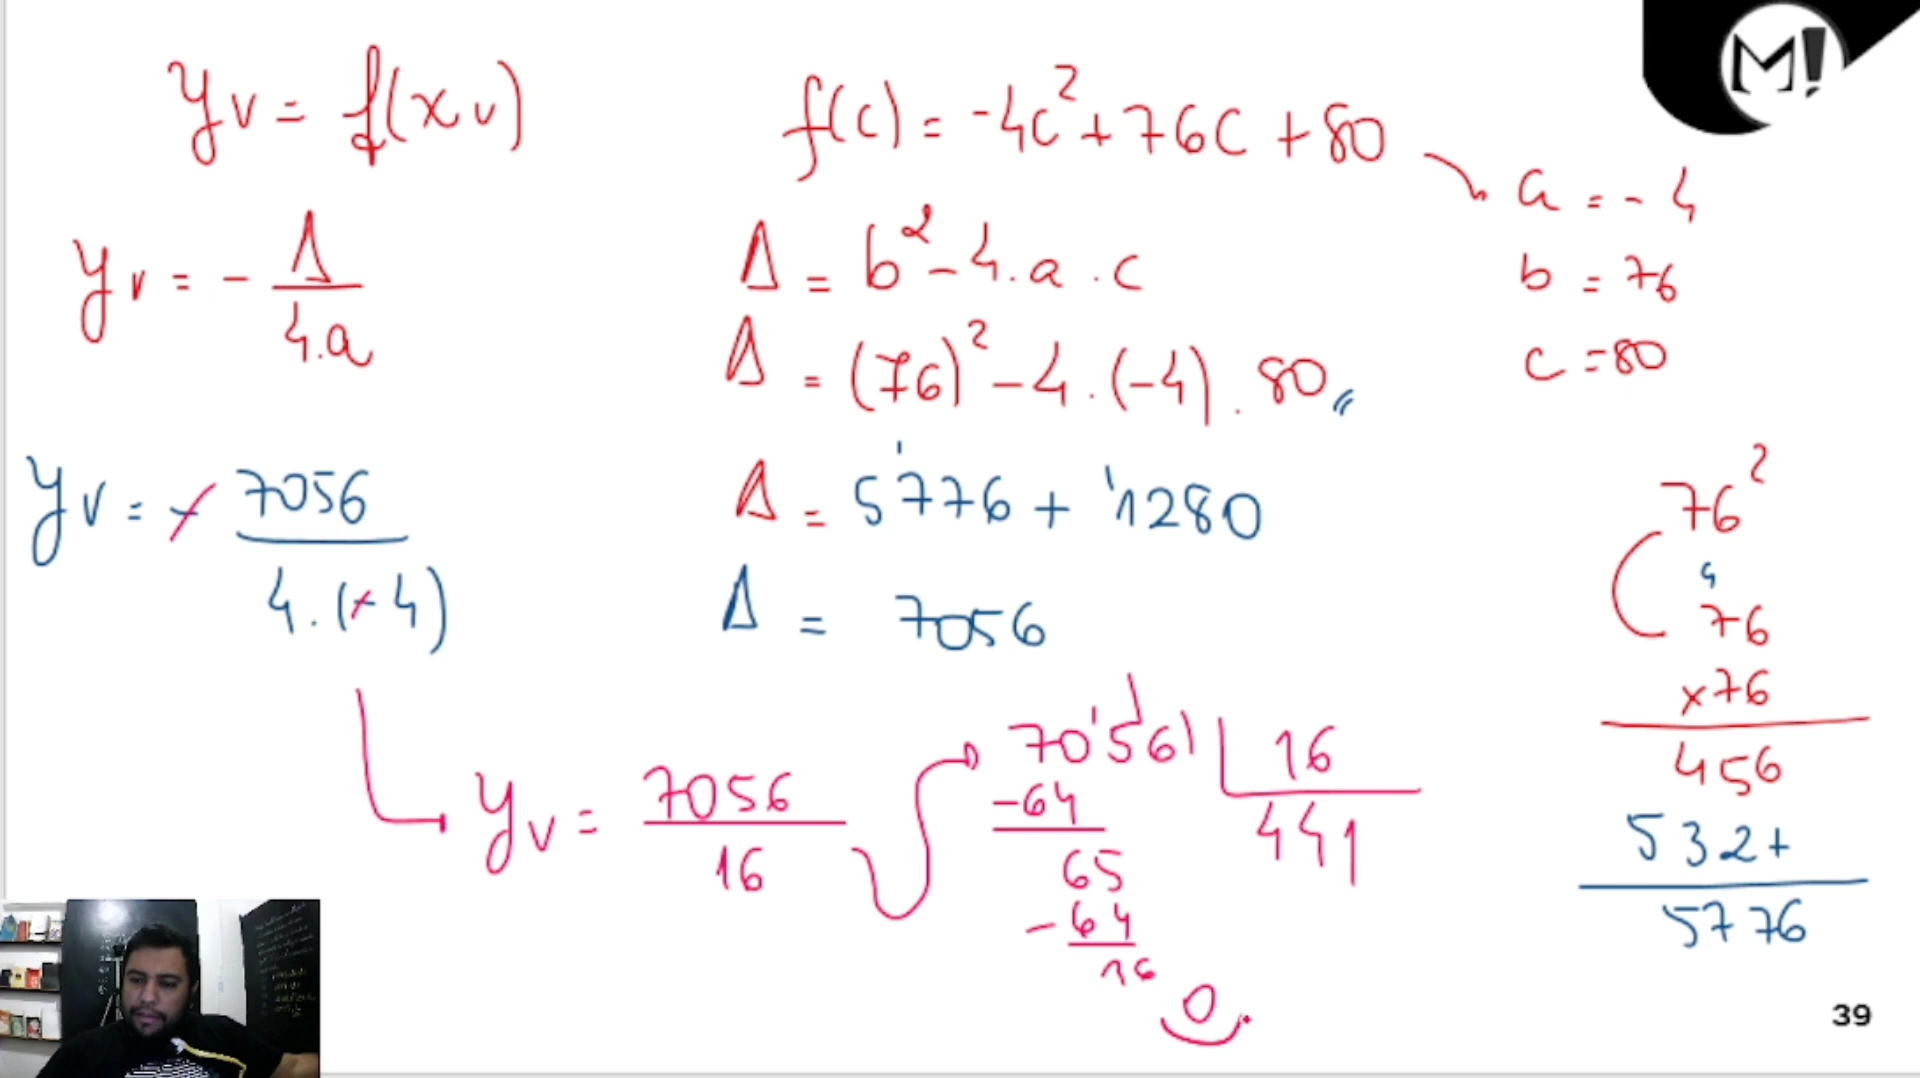 M!
yv = f(xv)
f(c) = -4c²+76c+80
a = -4
b = 76
c = 80
yv = - Δ
4.a
Δ = b²-4.a.c
Δ = (76)²-4.(-4).80
yv = - 7056
4.(-4)
Δ = 5776 + 1280
Δ = 7056
76²
4
76
x76
456
532+
5776
yv = 7056
16
7056 | 16
-64
441
65
-64
16
0
39